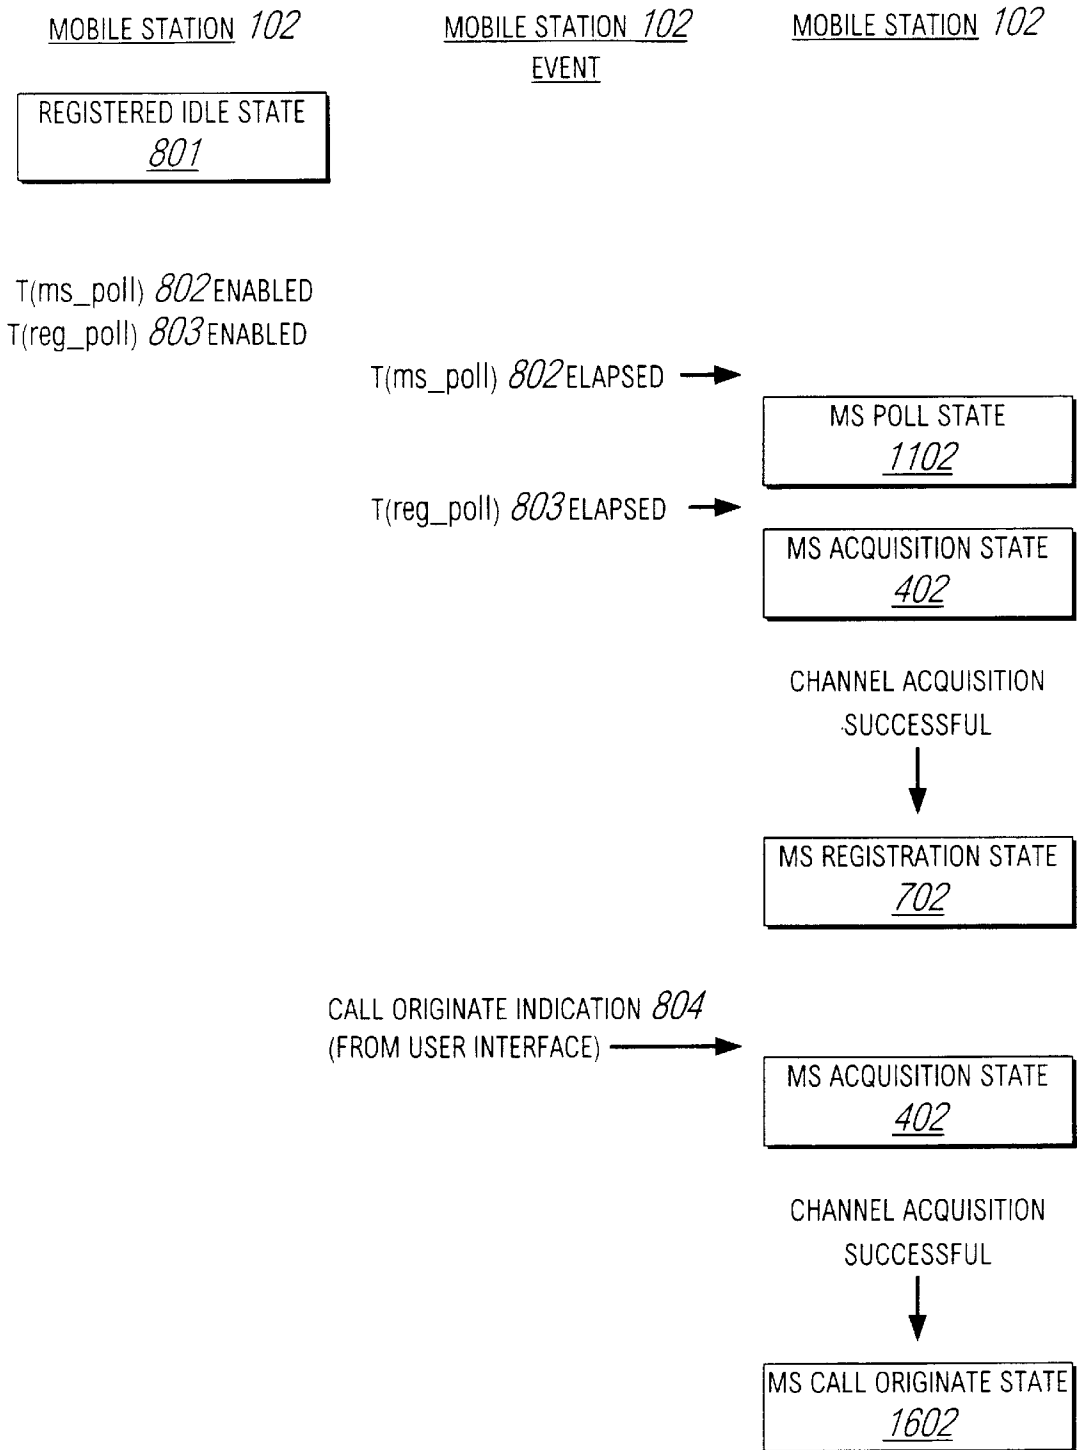 MOBILE STATION 102
MOBILE STATION 102
EVENT
MOBILE STATION 102
REGISTERED IDLE STATE
801
T(ms_poll) 802 ENABLED
T(reg_poll) 803 ENABLED
T(ms_poll) 802 ELAPSED
MS POLL STATE
1102
T(reg_poll) 803 ELAPSED
MS ACQUISITION STATE
402
CHANNEL ACQUISITION
SUCCESSFUL
MS REGISTRATION STATE
702
CALL ORIGINATE INDICATION 804
(FROM USER INTERFACE)
MS ACQUISITION STATE
402
CHANNEL ACQUISITION
SUCCESSFUL
MS CALL ORIGINATE STATE
1602